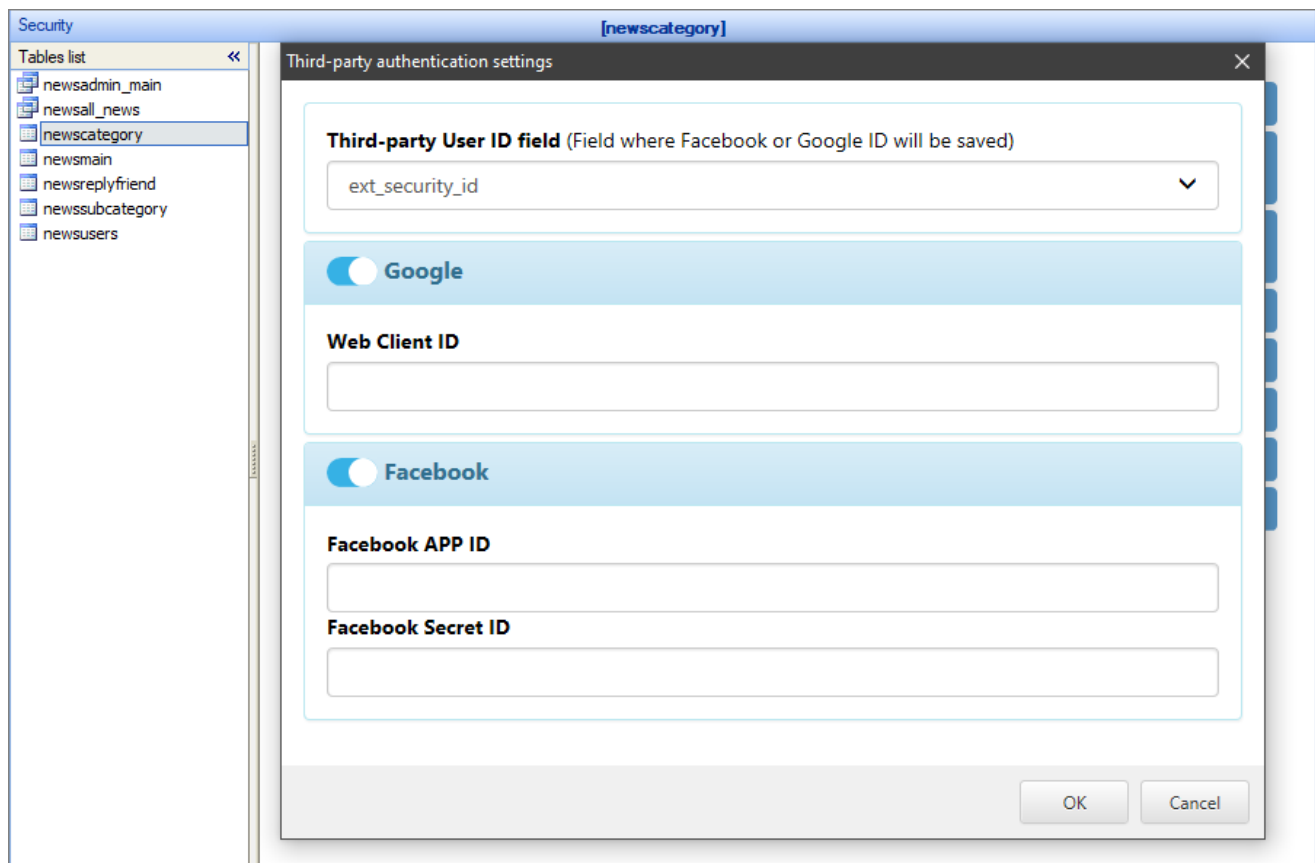 Security
[newscategory]
Tables list
newsadmin_main
newsall_news
newscategory
newsmain
newsreplyfriend
newssubcategory
newsusers
Third-party authentication settings
Third-party User ID field (Field where Facebook or Google ID will be saved)
ext_security_id
Google
Web Client ID
Facebook
Facebook APP ID
Facebook Secret ID
OK Cancel